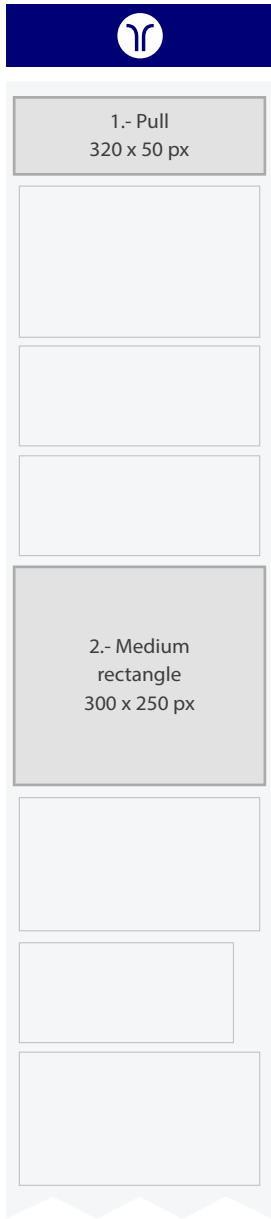 1.- Pull
320 x 50 px
2.- Medium
rectangle
300 x 250 px